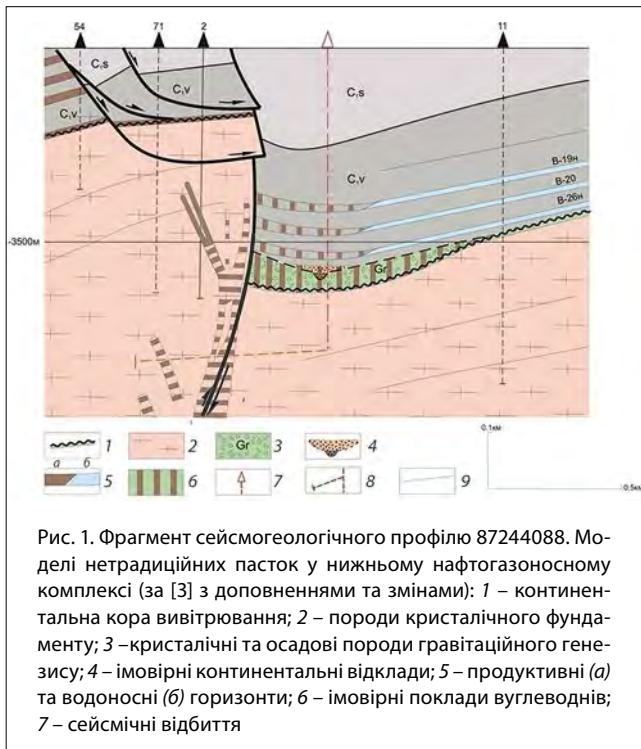 54 71 2 11
C₁s
C₁s
C₁v
C₁v
В-19н
В-20
В-26н
-3500м
Gr
0.1км
1 2 Gr 3 4
а б
5 6 7 8 9
0,5км
Рис. 1. Фрагмент сейсмогеологічного профілю 87244088. Мо-
делі нетрадиційних пасток у нижньому нафтогазоносному
комплексі (за [3] з доповненнями та змінами): 1 – континен-
тальна кора вивітрювання; 2 – породи кристалічного фунда-
менту; 3 –кристалічні та осадові породи гравітаційного гене-
зису; 4 – імовірні континентальні відклади; 5 – продуктивні (а)
та водоносні (б) горизонти; 6 – імовірні поклади вуглеводнів;
7 – сейсмічні відбиття